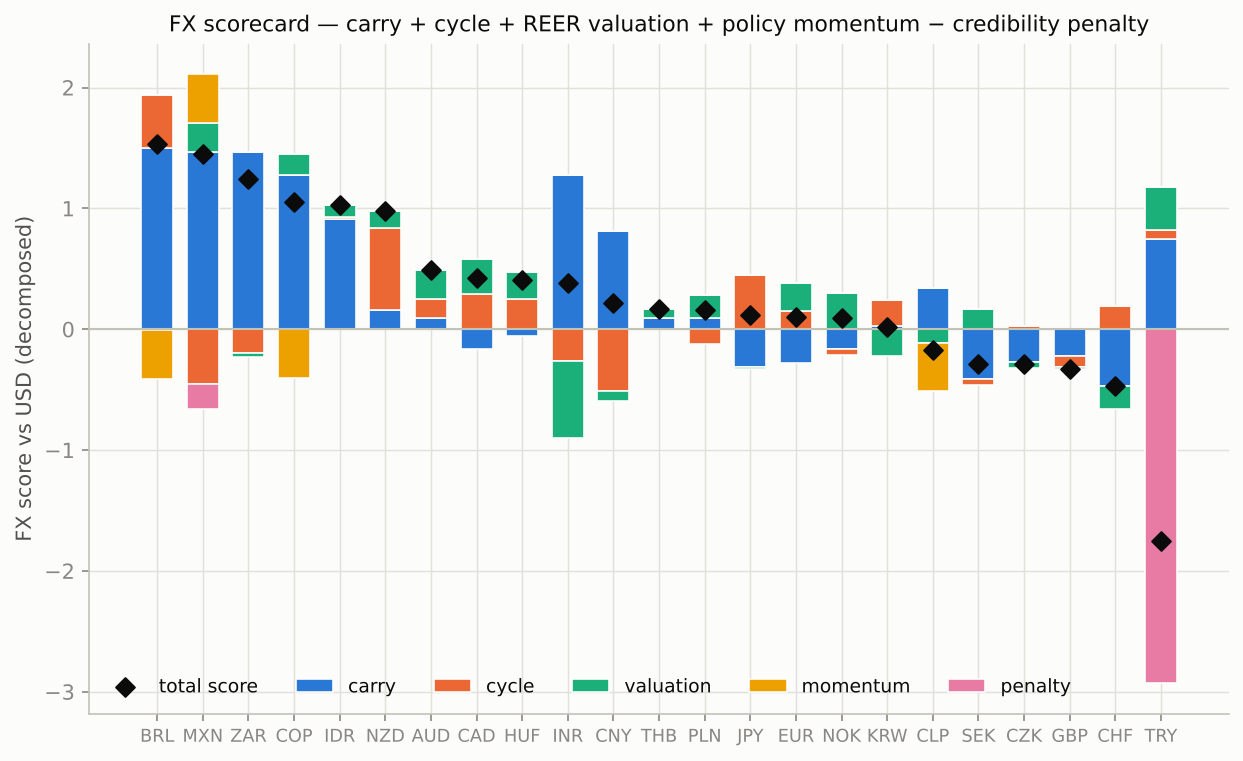 FX scorecard — carry + cycle + REER valuation + policy momentum − credibility penalty
FX score vs USD (decomposed)
2
1
0
−1
−2
−3
total score carry cycle valuation momentum penalty
BRL MXN ZAR COP IDR NZD AUD CAD HUF INR CNY THB PLN JPY EUR NOK KRW CLP SEK CZK GBP CHF TRY